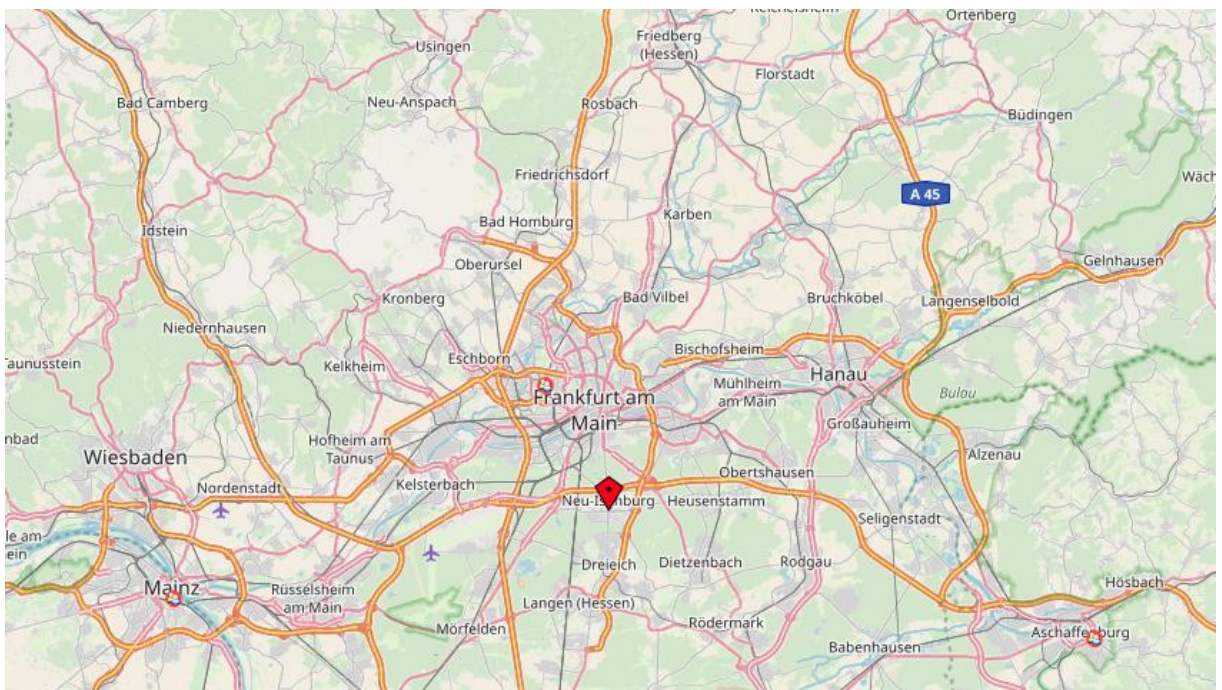 Ortenberg
Usingen
Friedberg
(Hessen)
Florstadt
Bad Camberg
Neu-Anspach
Rosbach
Büdingen
Friedrichsdorf
Wäch
A 45
Bad Homburg
Karben
Idstein
Oberursel
Gelnhausen
Kronberg
Bad Vilbel
Bruchköbel
Langenselbold
Niedernhausen
Taunusstein
Kelkheim
Eschborn
Bischofsheim
Mühlheim
am Main
Hanau
Bulau
Frankfurt am
Main
Großauheim
Hofheim am
Taunus
Wiesbaden
Alzenau
Nordenstadt
Kelsterbach
Obertshausen
Neu-Isenburg
Heusenstamm
Seligenstadt
Dreieich
Dietzenbach
Rodgau
Mainz
Rüsselsheim
am Main
Hösbach
Langen (Hessen)
Mörfelden
Rödermark
Aschaffenburg
Babenhausen